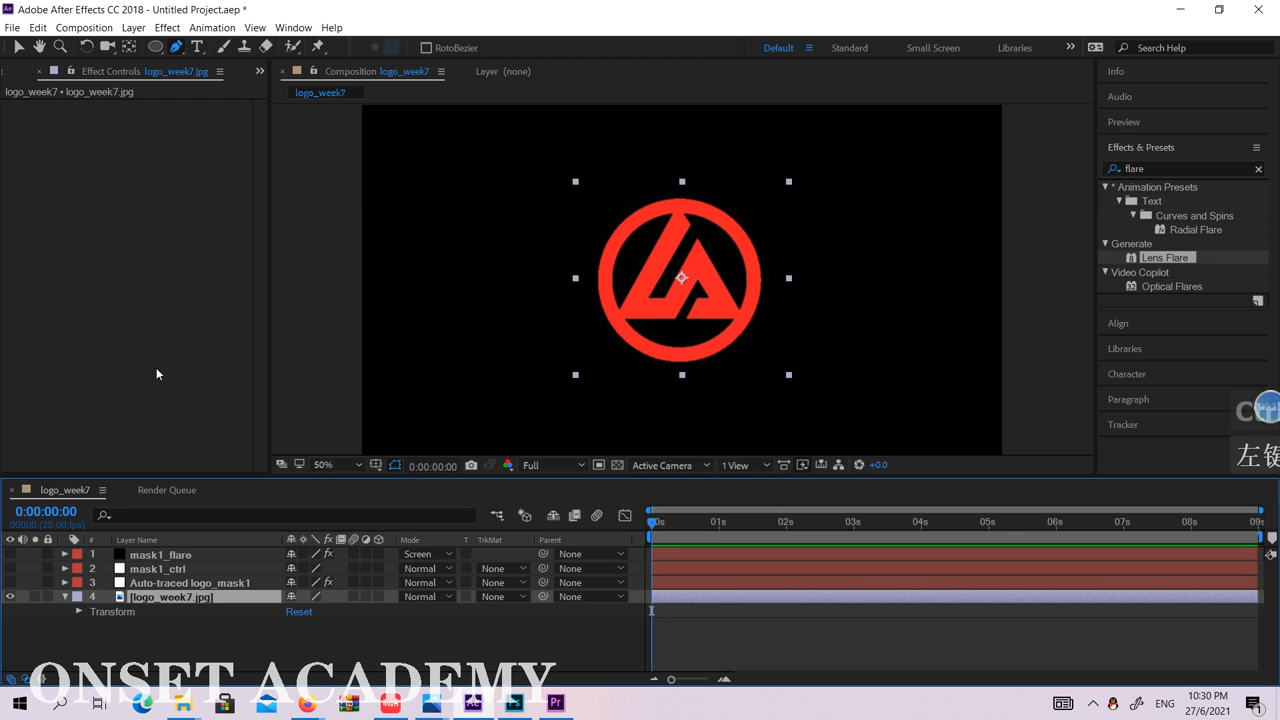 Adobe After Effects CC 2018 - Untitled Project.aep *
File Edit Composition Layer Effect Animation View Window Help
RotoBezier Default Standard Small Screen Libraries Search Help
Effect Controls logo_week7.jpg Composition logo_week7 Layer (none) Info
logo_week7 • logo_week7.jpg logo_week7
Audio
Preview
Effects & Presets
flare
* Animation Presets
Text
Curves and Spins
Radial Flare
Generate
Lens Flare
Video Copilot
Optical Flares
Align
Libraries
Character
Paragraph
Tracker
左键
50% 0:00:00:00 Full Active Camera 1 View +0.0
logo_week7 Render Queue
0:00:00:00
00000 (25.00 fps)
01s 02s 03s 04s 05s 06s 07s 08s 09s
# Layer Name Mode T TrkMat Parent
1 mask1_flare Screen None
2 mask1_ctrl Normal None None
3 Auto-traced logo_mask1 Normal None None
4 [logo_week7.jpg] Normal None None
Transform Reset
ONSET ACADEMY
ENG 10:30 PM
27/6/2021